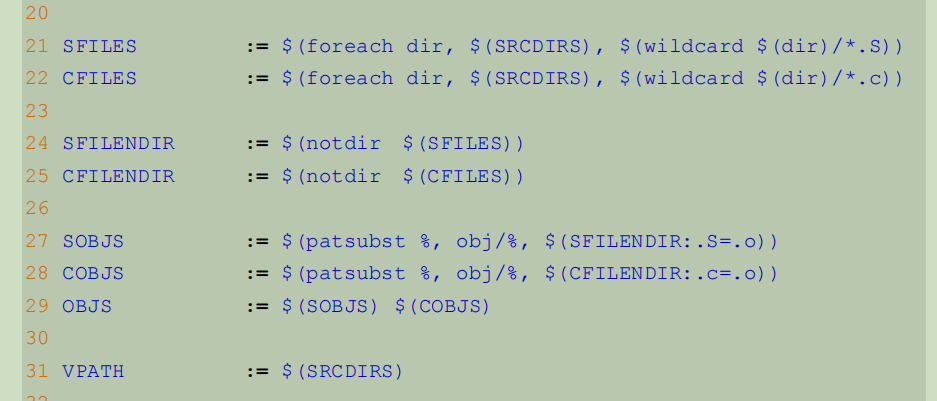 20
21 SFILES := $(foreach dir, $(SRCDIRS), $(wildcard $(dir)/*.S))
22 CFILES := $(foreach dir, $(SRCDIRS), $(wildcard $(dir)/*.c))
23
24 SFILENDIR := $(notdir $(SFILES))
25 CFILENDIR := $(notdir $(CFILES))
26
27 SOBJS := $(patsubst %, obj/%, $(SFILENDIR:.S=.o))
28 COBJS := $(patsubst %, obj/%, $(CFILENDIR:.c=.o))
29 OBJS := $(SOBJS) $(COBJS)
30
31 VPATH := $(SRCDIRS)